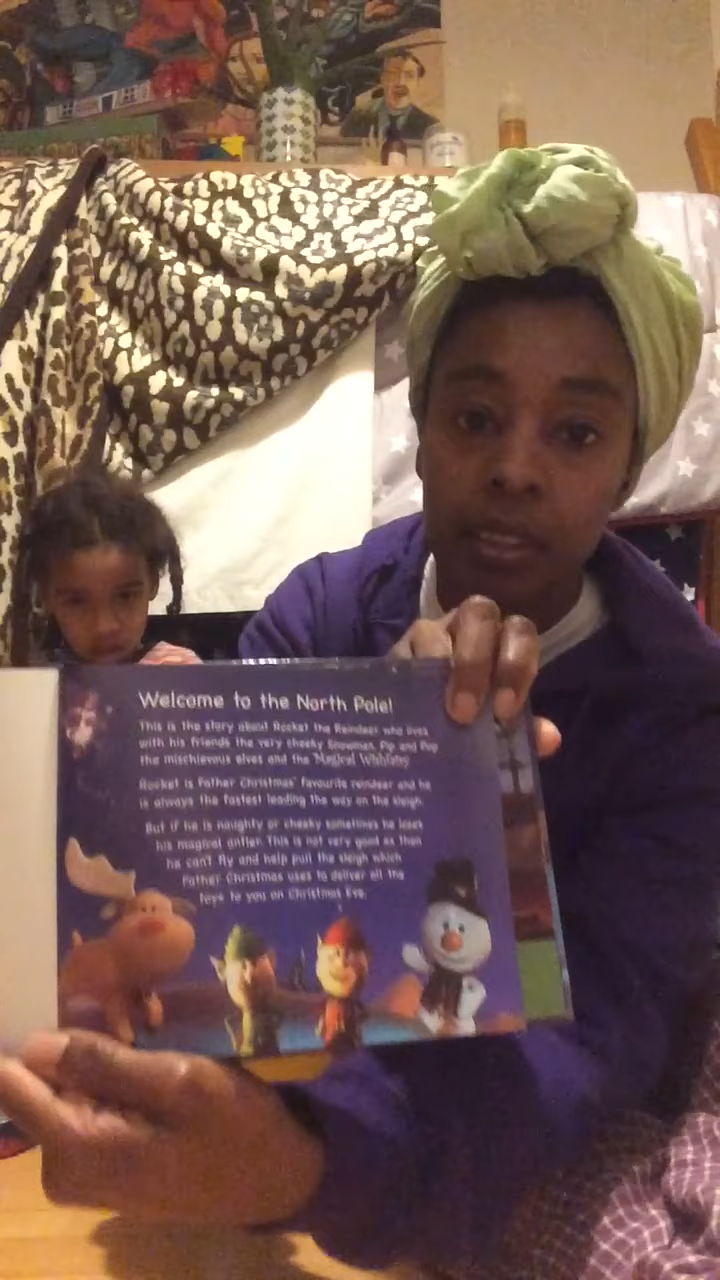 Welcome to the North Pole!
This is the story about Rocket the Reindeer who lives
with his friends the very cheeky Snowman, Pip and Pop
the mischievous elves and the Magical
Rocket is Father Christmas' favourite reindeer and he
is always the fastest leading the way on the sleigh.
But if he is naughty or cheeky sometimes he loses
his magical antler. This is not very good as then
he can't fly and help pull the sleigh which
Father Christmas uses to deliver all the
toys to you on Christmas Eve.